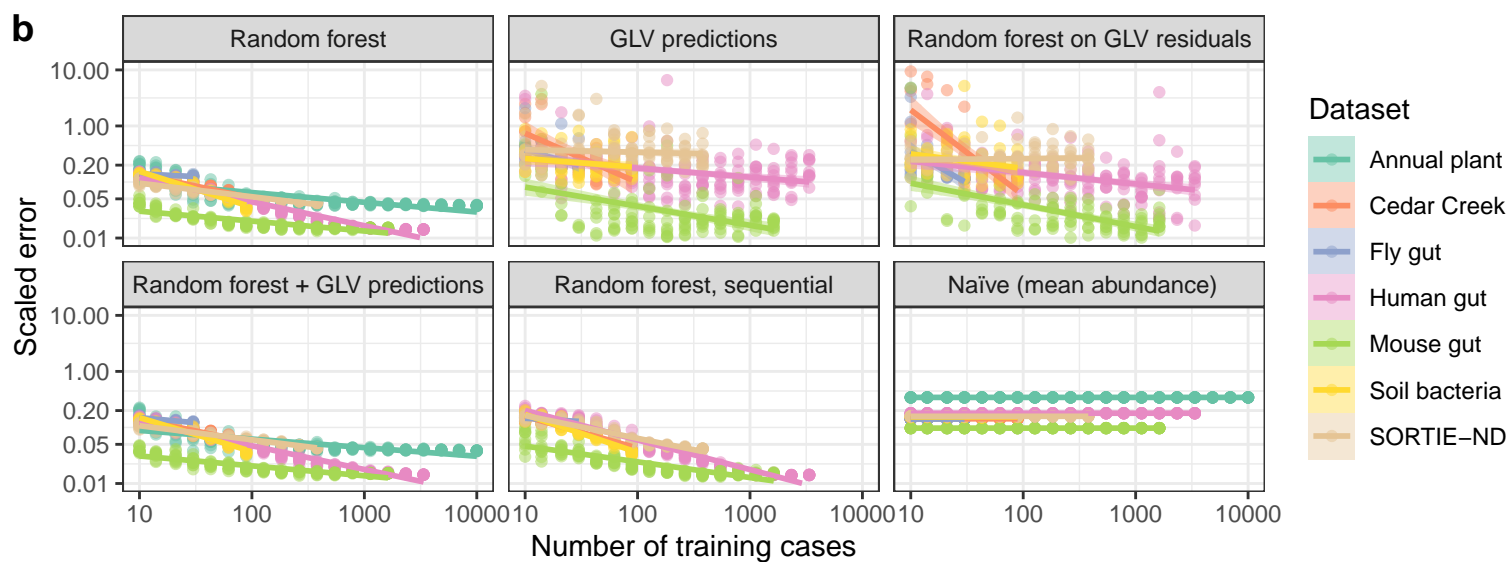 b
Random forest
GLV predictions
Random forest on GLV residuals
10.00
1.00
0.20
0.05
0.01
Random forest + GLV predictions
Random forest, sequential
Naïve (mean abundance)
10.00
1.00
0.20
0.05
0.01
10 100 1000 10000
10 100 1000 10000
10 100 1000 10000
Scaled error
Number of training cases
Dataset
Annual plant
Cedar Creek
Fly gut
Human gut
Mouse gut
Soil bacteria
SORTIE−ND